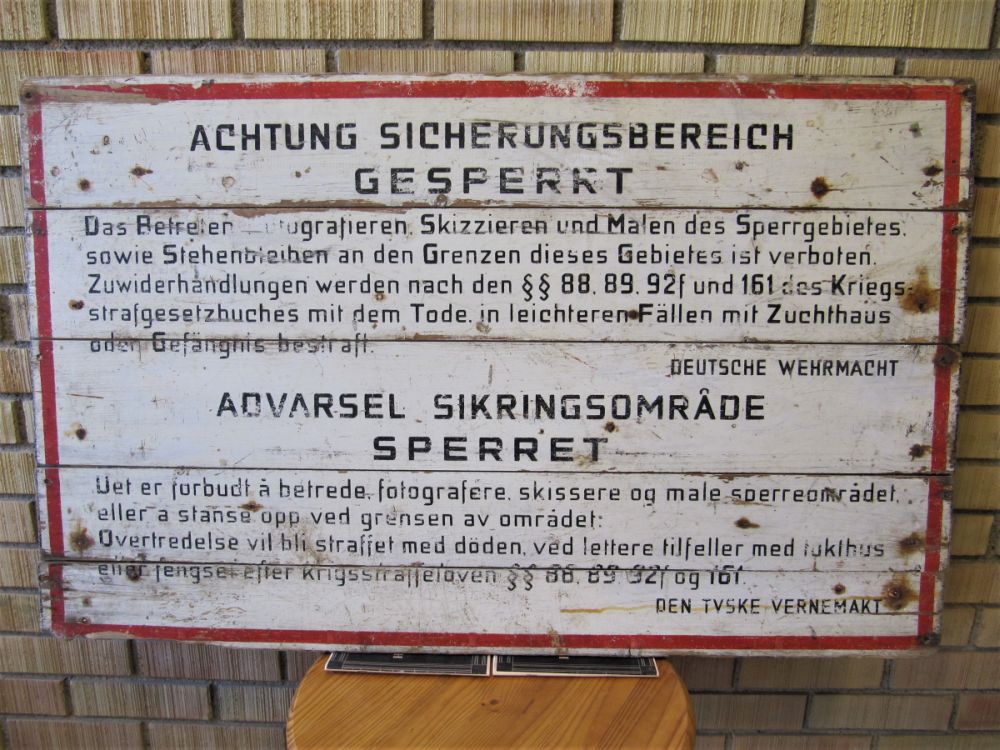 ACHTUNG SICHERUNGSBEREICH
GESPERRT
Das Betreten Fotografieren, Skizzieren und Malen des Sperrgebietes,
sowie Stehenbleiben an den Grenzen dieses Gebietes ist verboten.
Zuwiderhandlungen werden nach den §§ 88, 89, 92f und 161 des Kriegs-
strafgesetzbuches mit dem Tode, in leichteren Fällen mit Zuchthaus
oder Gefängnis bestraft.
DEUTSCHE WEHRMACHT
ADVARSEL SIKRINGSOMRÅDE
SPERRET
Det er forbudt å betrede, fotografere, skissere og male sperreområdet,
eller å stanse opp ved grensen av området:
Overtredelse vil bli straffet med döden, ved lettere tilfeller med tukthus
eller fengsel efter Krigsstraffeloven §§ 88, 89, 92f og 161.
DEN TYSKE VERNEMAKT